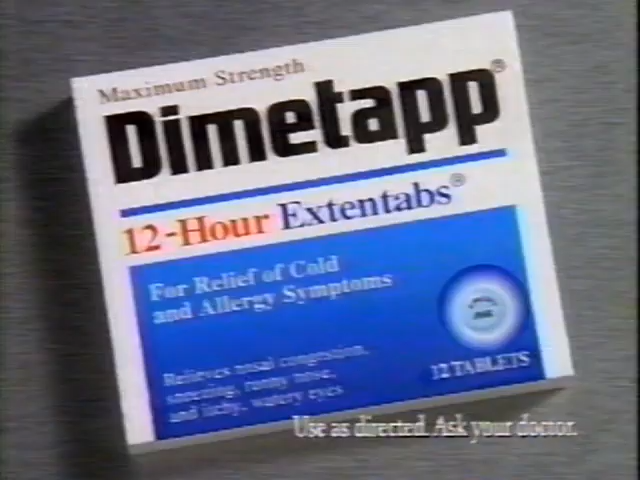 Maximum Strength
Dimetapp®
12-Hour Extentabs®
For Relief of Cold
and Allergy Symptoms
Relieves nasal congestion,
sneezing, runny nose,
and itchy, watery eyes
12 TABLETS
Use as directed. Ask your doctor.